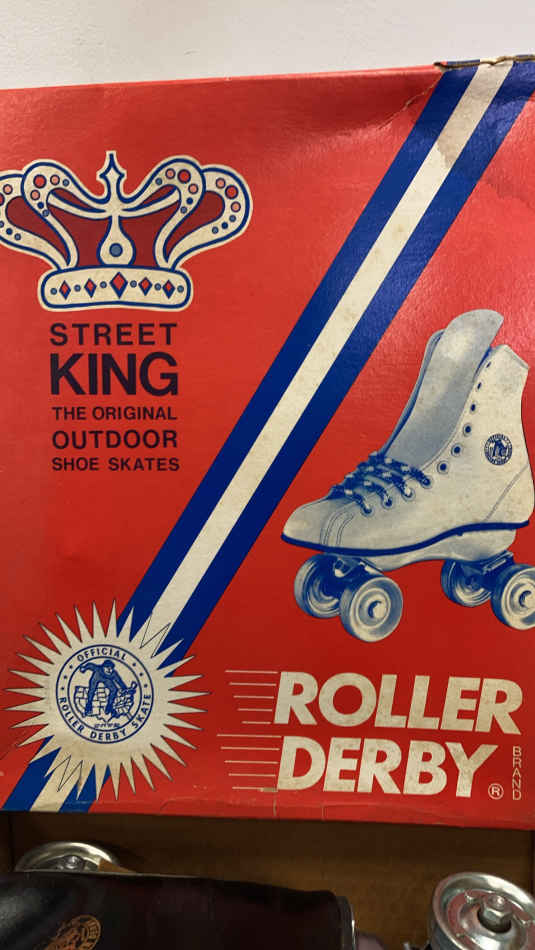 STREET
KING
THE ORIGINAL
OUTDOOR
SHOE SKATES
OFFICIAL
ROLLER DERBY SKATE
ROLLER
DERBY
®
BRAND